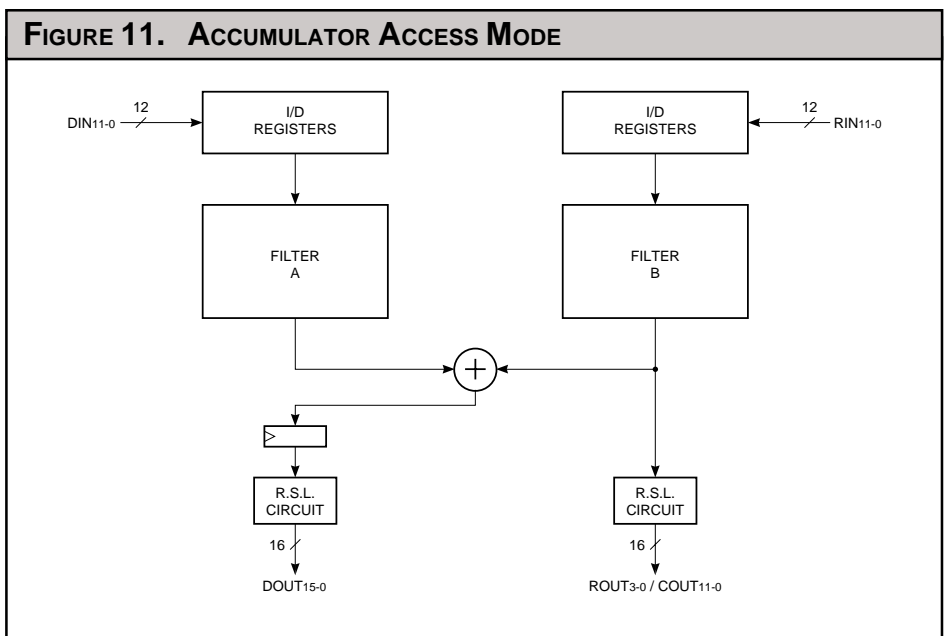 FIGURE 11. ACCUMULATOR ACCESS MODE
DIN11-0
12
I/D
REGISTERS
I/D
REGISTERS
12
RIN11-0
FILTER
A
FILTER
B
R.S.L.
CIRCUIT
R.S.L.
CIRCUIT
16
16
DOUT15-0
ROUT3-0 / COUT11-0